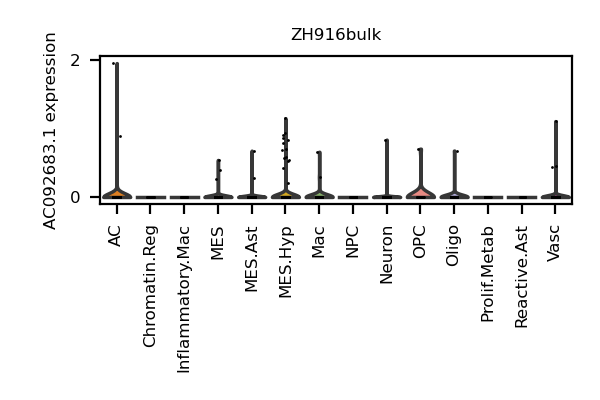 ZH916bulk
AC092683.1 expression
2
0
AC
Chromatin.Reg
Inflammatory.Mac
MES
MES.Ast
MES.Hyp
Mac
NPC
Neuron
OPC
Oligo
Prolif.Metab
Reactive.Ast
Vasc